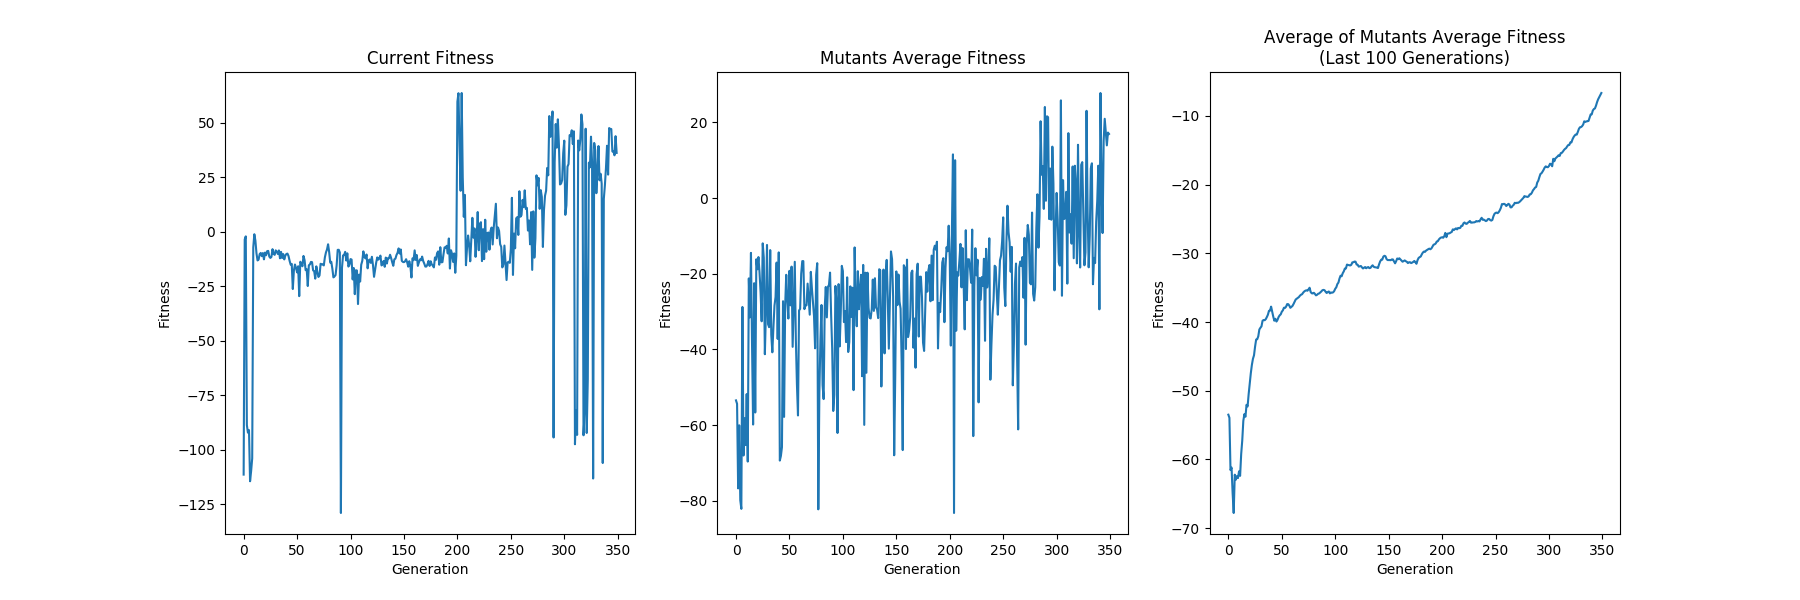 Current Fitness
50
25
0
−25
−50
−75
−100
−125
Fitness
0 50 100 150 200 250 300 350
Generation
Mutants Average Fitness
20
0
−20
−40
−60
−80
Fitness
0 50 100 150 200 250 300 350
Generation
Average of Mutants Average Fitness
(Last 100 Generations)
−10
−20
−30
−40
−50
−60
−70
Fitness
0 50 100 150 200 250 300 350
Generation